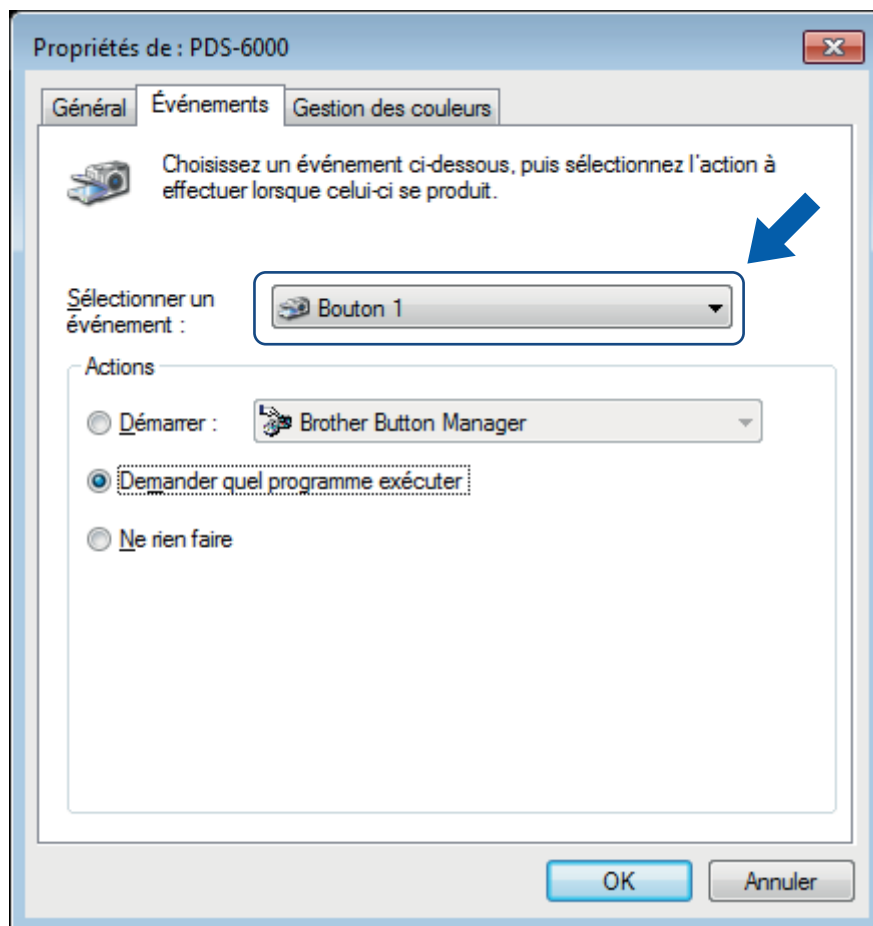 Propriétés de : PDS-6000
Général Événements Gestion des couleurs
Choisissez un événement ci-dessous, puis sélectionnez l'action à
effectuer lorsque celui-ci se produit.
Sélectionner un
événement :
Bouton 1
Actions
Démarrer : Brother Button Manager
Demander quel programme exécuter
Ne rien faire
OK Annuler